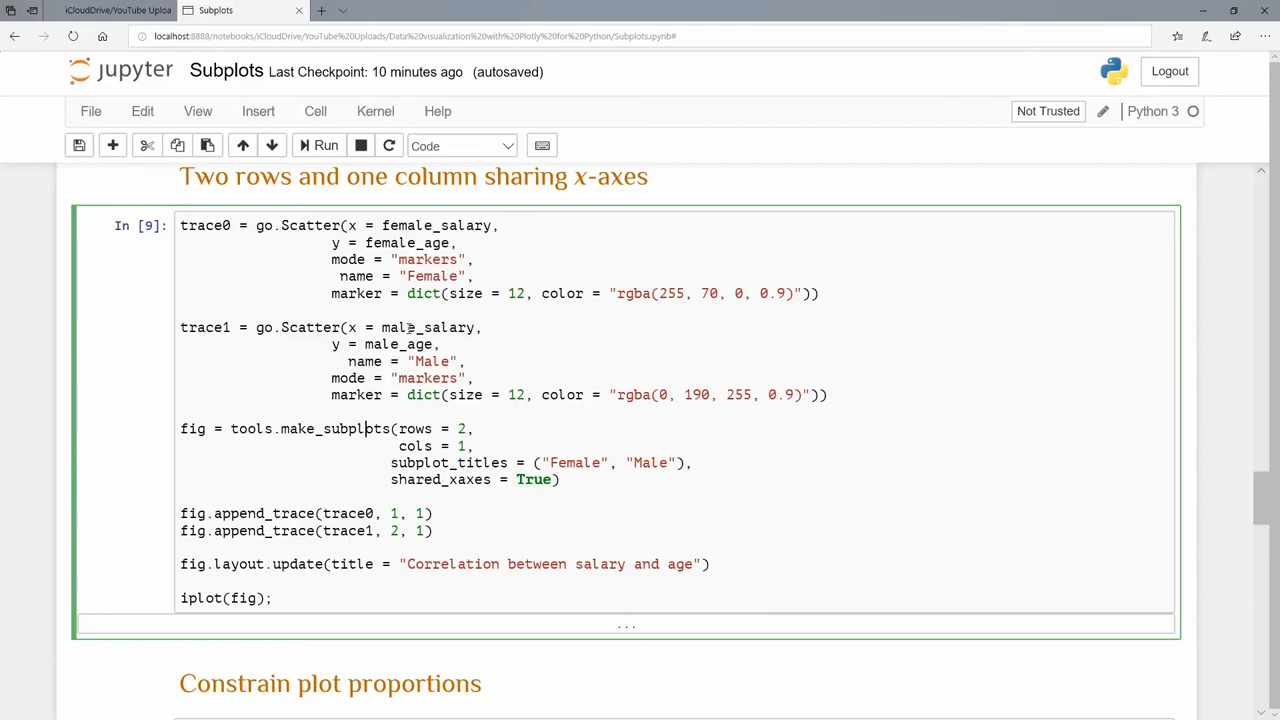 iCloudDrive/YouTube Uploa
Subplots
localhost:8888/notebooks/iCloudDrive/YouTube%20Uploads/Data%20visualization%20with%20Plotly%20for%20Python/Subplots.ipynb#
jupyter Subplots Last Checkpoint: 10 minutes ago (autosaved)
Logout
File Edit View Insert Cell Kernel Help
Not Trusted
Python 3
Run
Code
Two rows and one column sharing x-axes
In [9]:
trace0 = go.Scatter(x = female_salary,
y = female_age,
mode = "markers",
name = "Female",
marker = dict(size = 12, color = "rgba(255, 70, 0, 0.9)"))
trace1 = go.Scatter(x = male_salary,
y = male_age,
name = "Male",
mode = "markers",
marker = dict(size = 12, color = "rgba(0, 190, 255, 0.9)"))
fig = tools.make_subplots(rows = 2,
cols = 1,
subplot_titles = ("Female", "Male"),
shared_xaxes = True)
fig.append_trace(trace0, 1, 1)
fig.append_trace(trace1, 2, 1)
fig.layout.update(title = "Correlation between salary and age")
iplot(fig);
...
Constrain plot proportions